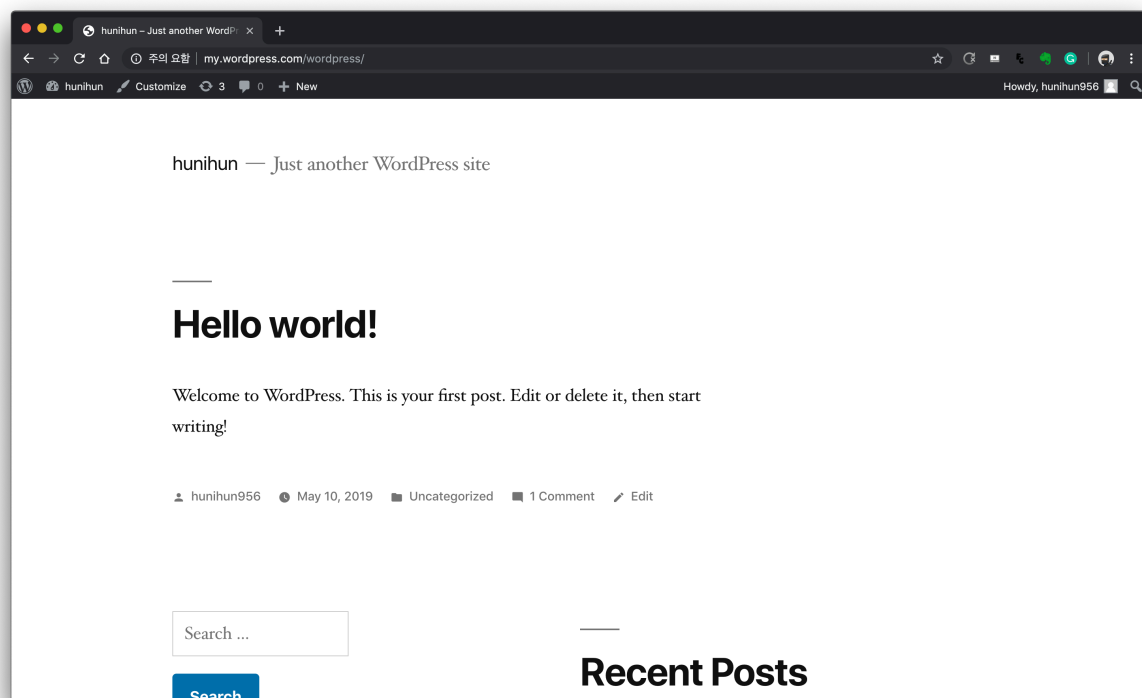 hunihun – Just another WordPr
주의 요함 my.wordpress.com/wordpress/
hunihun Customize 3 0 New Howdy, hunihun956
hunihun — Just another WordPress site
Hello world!
Welcome to WordPress. This is your first post. Edit or delete it, then start
writing!
hunihun956 May 10, 2019 Uncategorized 1 Comment Edit
Search ...
Search
Recent Posts